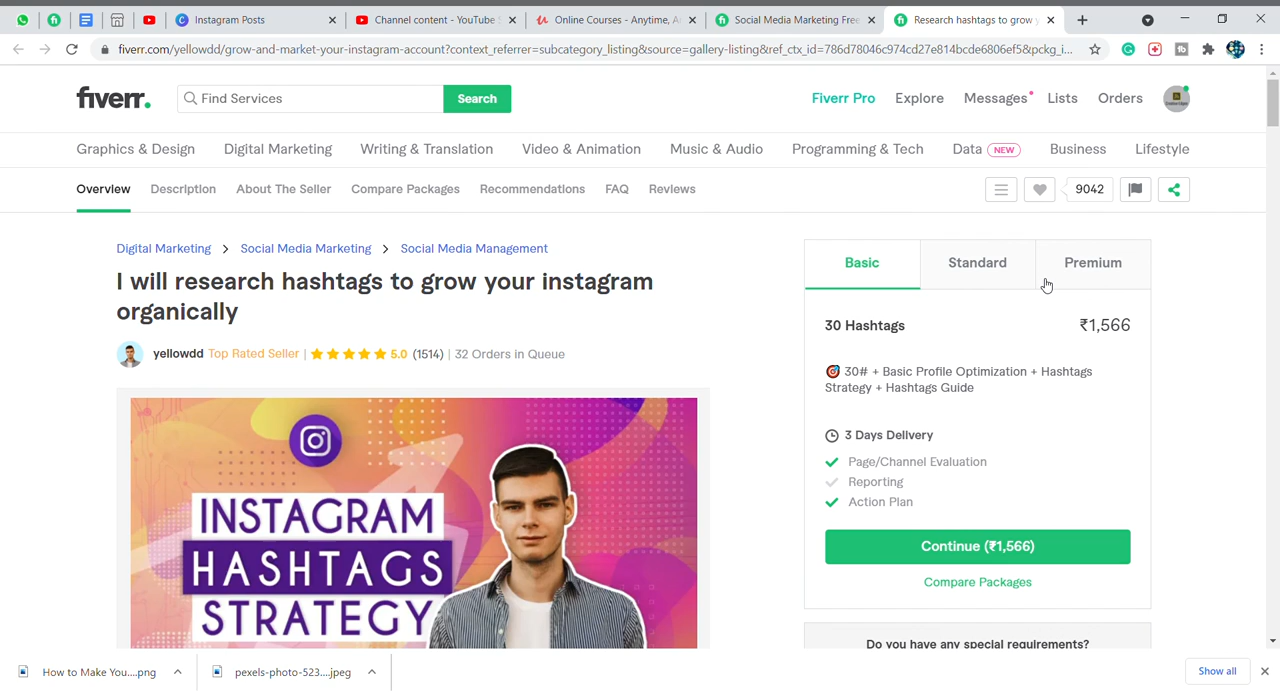 Instagram Posts
Channel content - YouTube
Online Courses - Anytime, A
Social Media Marketing Free
Research hashtags to grow y
fiverr.com/yellowdd/grow-and-market-your-instagram-account?context_referrer=subcategory_listing&source=gallery-listing&ref_ctx_id=786d78046c974cd27e814bcde6806ef5&pckg_i...
fiverr.
Find Services
Search
Fiverr Pro
Explore
Messages
Lists
Orders
Graphics & Design
Digital Marketing
Writing & Translation
Video & Animation
Music & Audio
Programming & Tech
Data NEW
Business
Lifestyle
Overview
Description
About The Seller
Compare Packages
Recommendations
FAQ
Reviews
9042
Digital Marketing > Social Media Marketing > Social Media Management
I will research hashtags to grow your instagram
organically
yellowdd Top Rated Seller | 5.0 (1514) | 32 Orders in Queue
INSTAGRAM
HASHTAGS
STRATEGY
Basic
Standard
Premium
30 Hashtags
₹1,566
30# + Basic Profile Optimization + Hashtags
Strategy + Hashtags Guide
3 Days Delivery
Page/Channel Evaluation
Reporting
Action Plan
Continue (₹1,566)
Compare Packages
Do you have any special requirements?
How to Make You....png
pexels-photo-523....jpeg
Show all